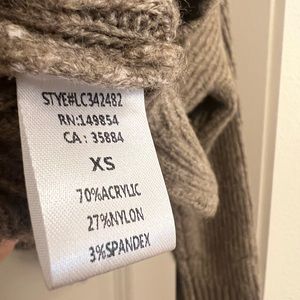 STYE#LC342482
RN:149854
CA: 35884
XS
70%ACRYLIC
27%NYLON
3%SPANDEX